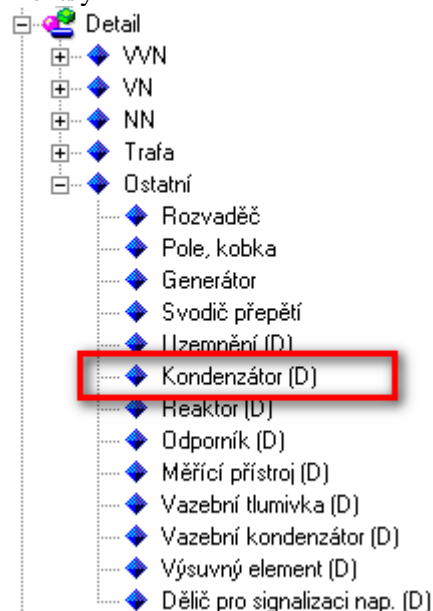 Detail
VVN
VN
NN
Trafa
Ostatní
Rozvaděč
Pole, kobka
Generátor
Svodič přepětí
Uzemnění (D)
Kondenzátor (D)
Reaktor (D)
Odporník (D)
Měřící přístroj (D)
Vazební tlumivka (D)
Vazební kondenzátor (D)
Výsuvný element (D)
Dělič pro signalizaci nap. (D)